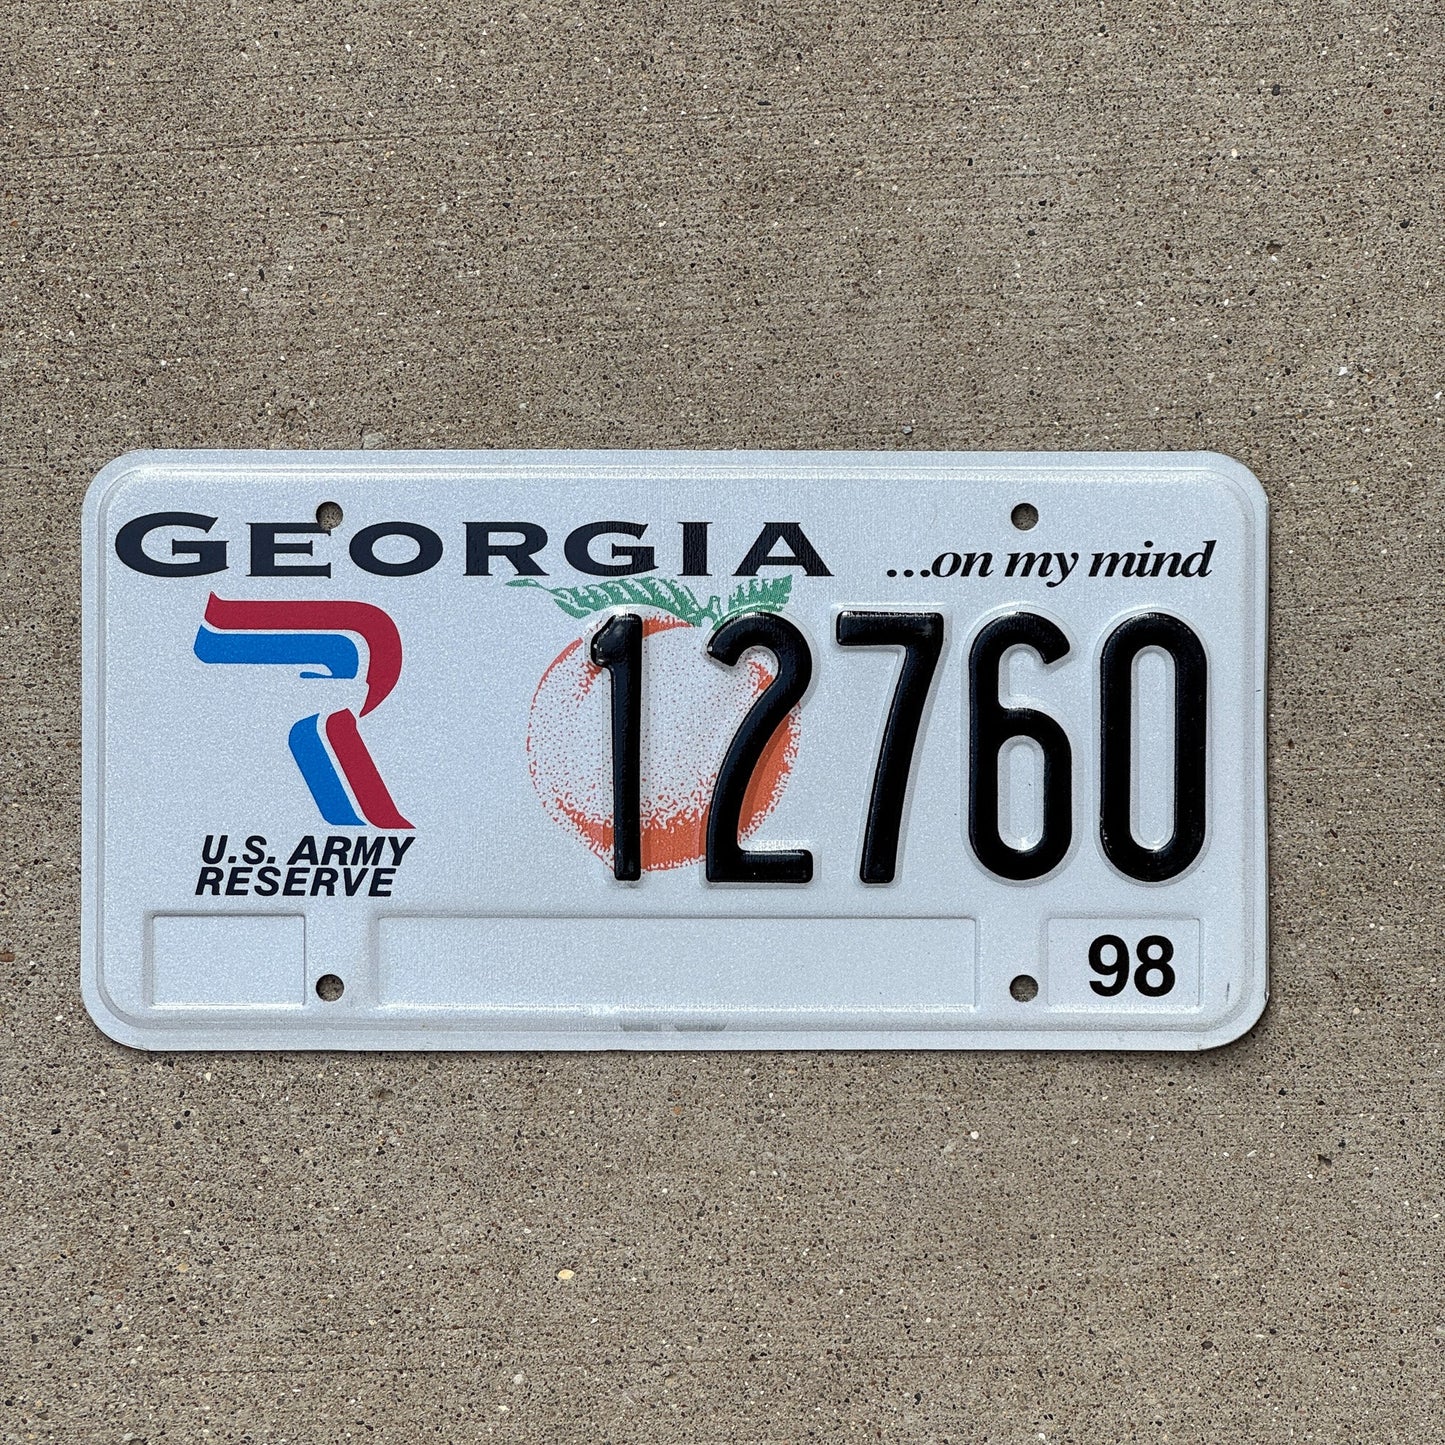 GEORGIA ...on my mind
12760
U.S. ARMY
RESERVE
98